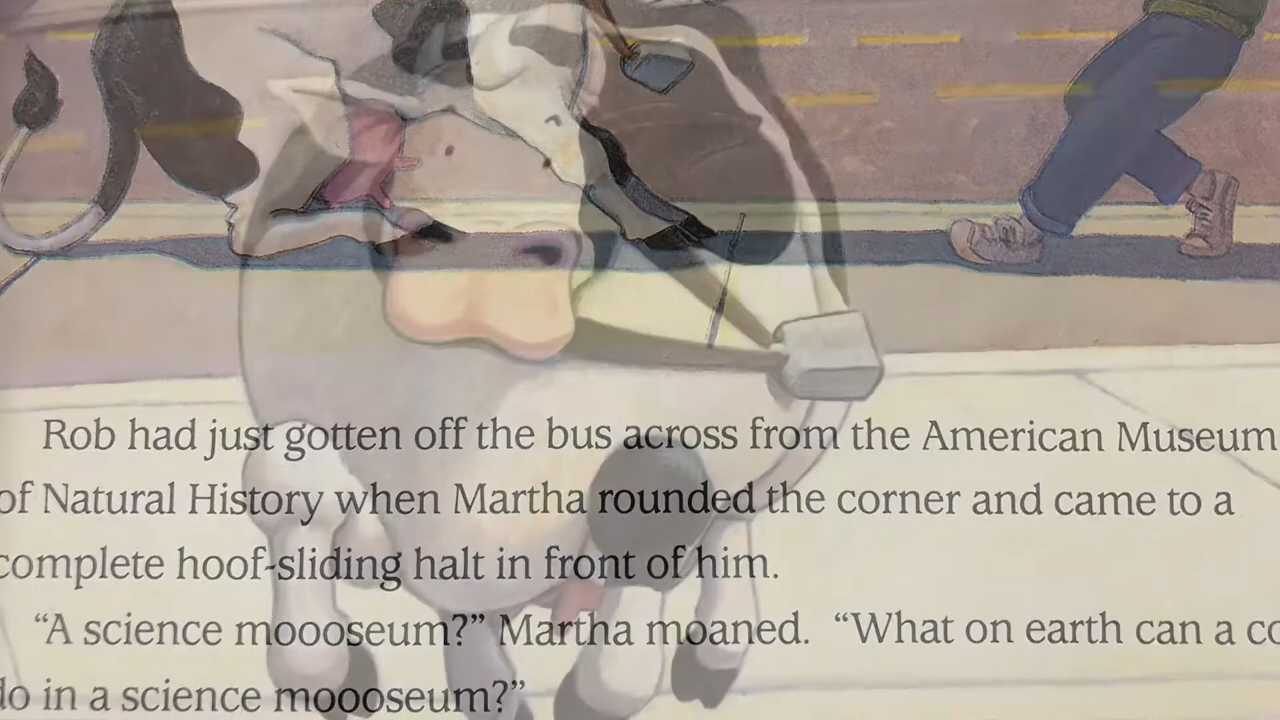 Rob had just gotten off the bus across from the American Museum
of Natural History when Martha rounded the corner and came to a
complete hoof-sliding halt in front of him.
“A science moooseum?” Martha moaned. “What on earth can a
do in a science moooseum?”